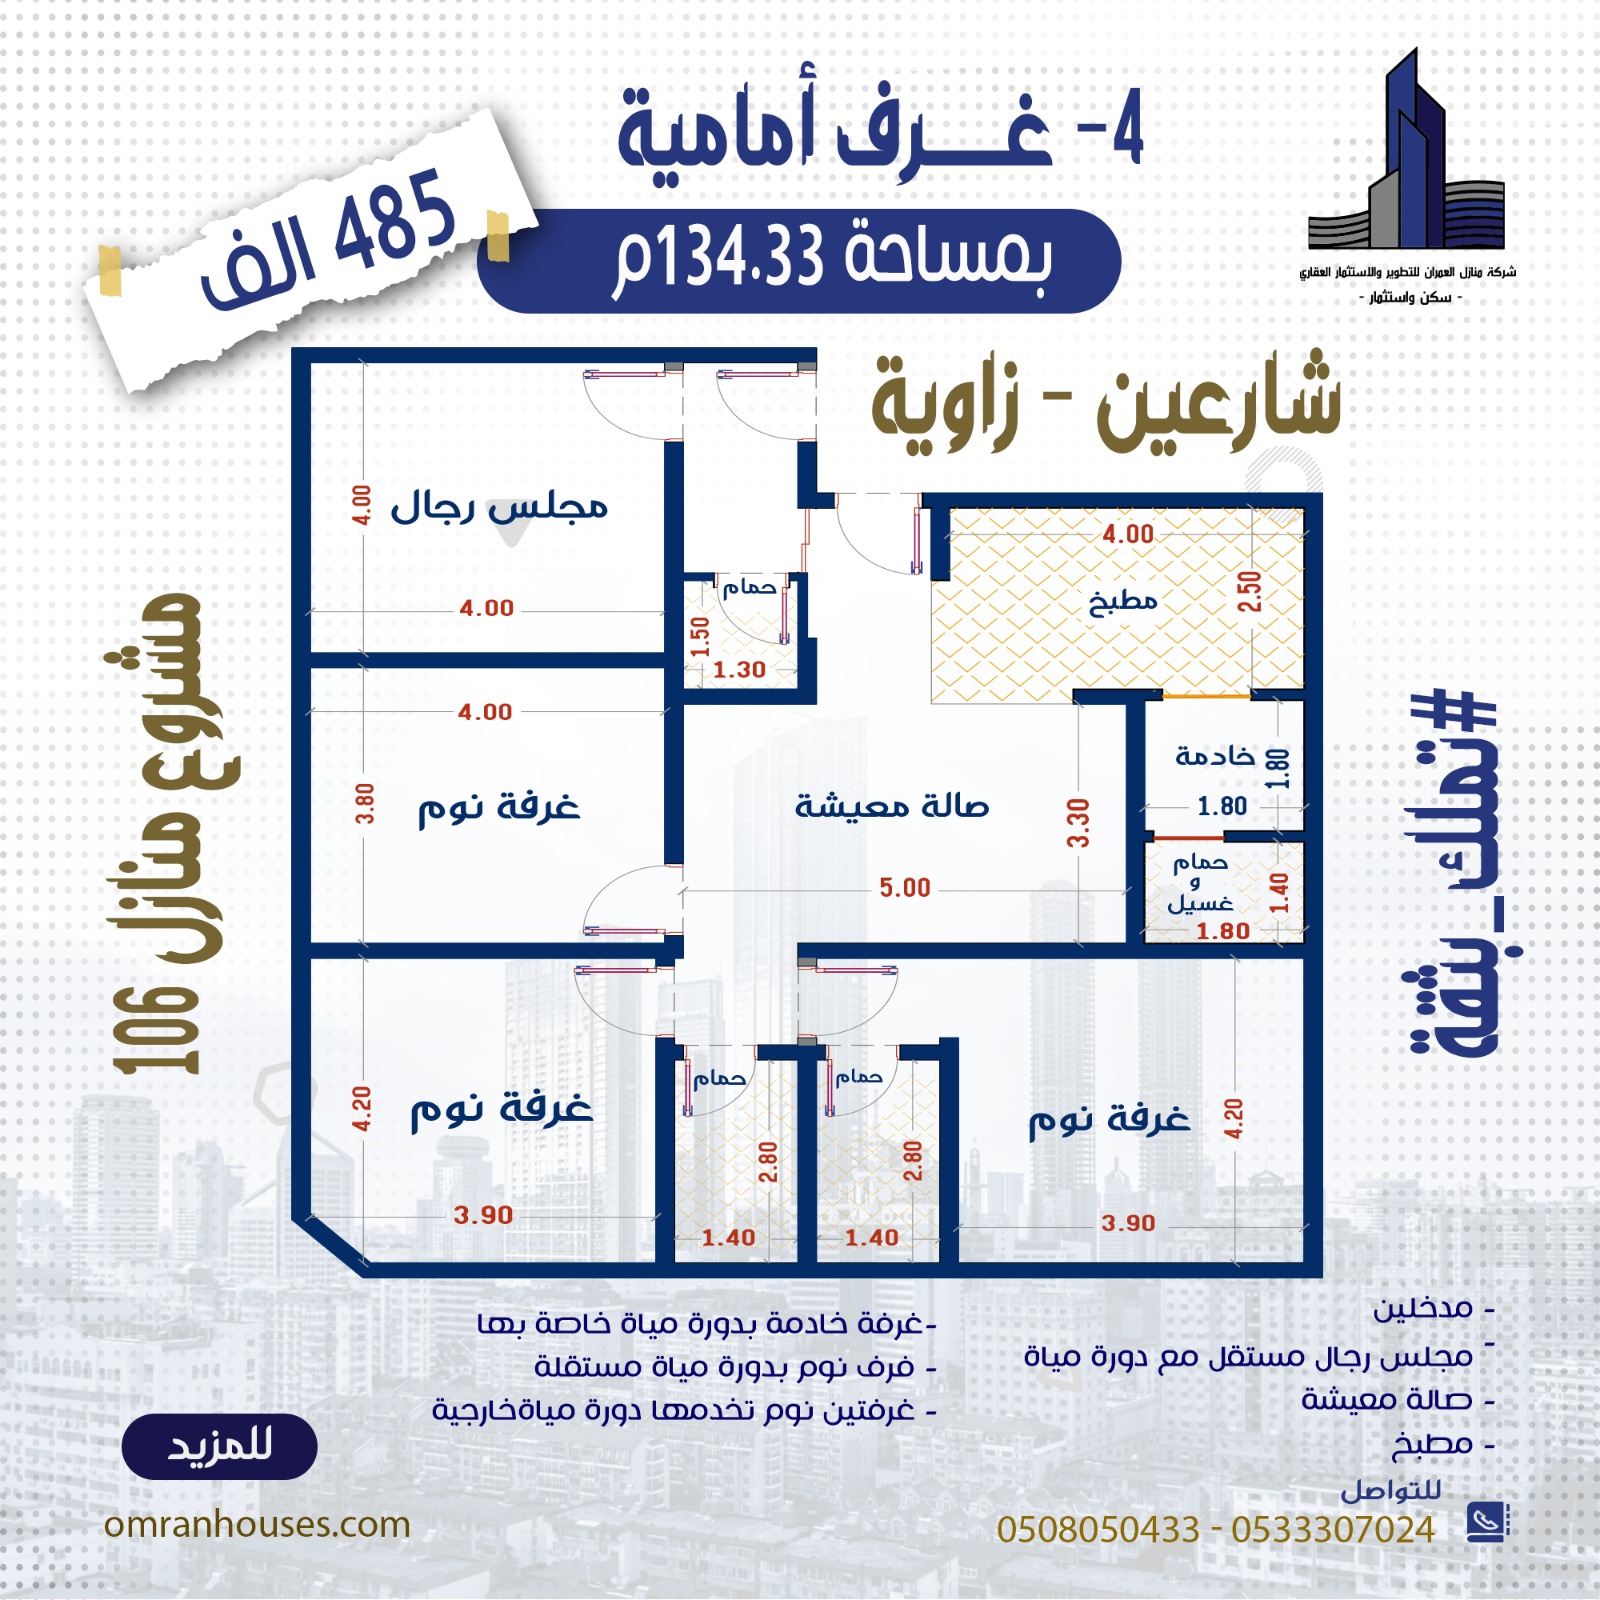 4- غرف أمامية
بمساحة 134.33م
485 الف
شركة منازل العمران للتطوير والاستثمار العقاري
- سكن واستثمار -
شارعين - زاوية
مشروع منازل 106
#تملك_بثقة
مجلس رجال
4.00
4.00
حمام
1.50
1.30
4.00
مطبخ
2.50
4.00
3.80
غرفة نوم
صالة معيشة
3.30
5.00
خادمة
1.80
1.80
حمام
و
غسيل
1.40
1.80
غرفة نوم
4.20
3.90
حمام
2.80
1.40
حمام
2.80
1.40
غرفة نوم
4.20
3.90
- مدخلين
- مجلس رجال مستقل مع دورة مياة
- صالة معيشة
- مطبخ
-غرفة خادمة بدورة مياة خاصة بها
- فرف نوم بدورة مياة مستقلة
- غرفتين نوم تخدمها دورة مياةخارجية
للتواصل
0508050433 - 0533307024
للمزيد
omranhouses.com